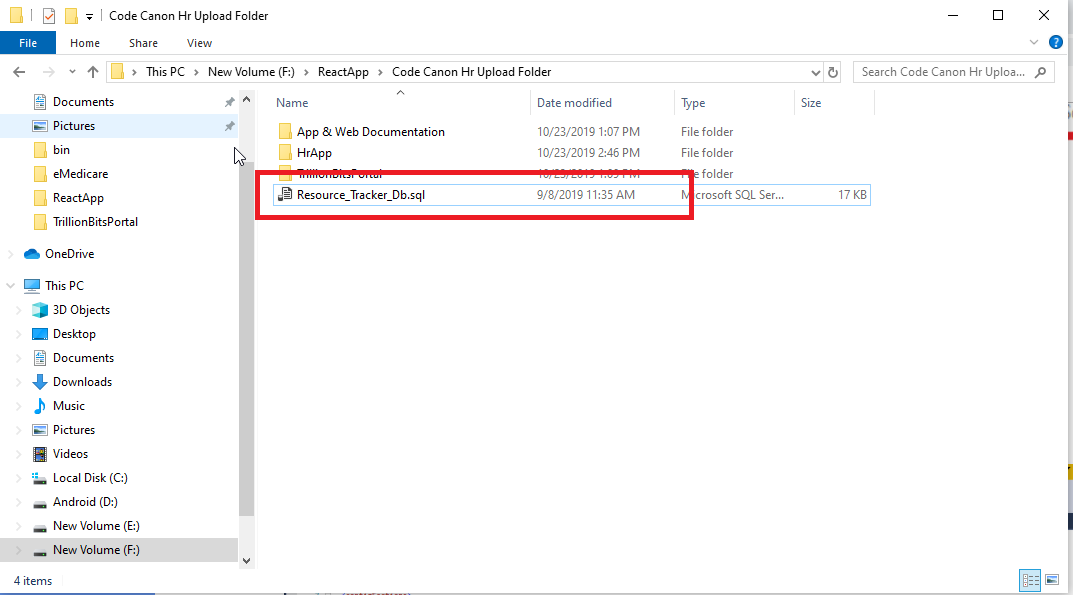 Code Canon Hr Upload Folder
File Home Share View
This PC New Volume (F:) ReactApp Code Canon Hr Upload Folder
Search Code Canon Hr Uploa...
Documents
Pictures
bin
eMedicare
ReactApp
TrillionBitsPortal
OneDrive
This PC
3D Objects
Desktop
Documents
Downloads
Music
Pictures
Videos
Local Disk (C:)
Android (D:)
New Volume (E:)
New Volume (F:)
Name Date modified Type Size
App & Web Documentation 10/23/2019 1:07 PM File folder
HrApp 10/23/2019 2:46 PM File folder
TrillionBitsPortal 10/23/2019 File folder
Resource_Tracker_Db.sql 9/8/2019 11:35 AM Microsoft SQL Ser... 17 KB
4 items